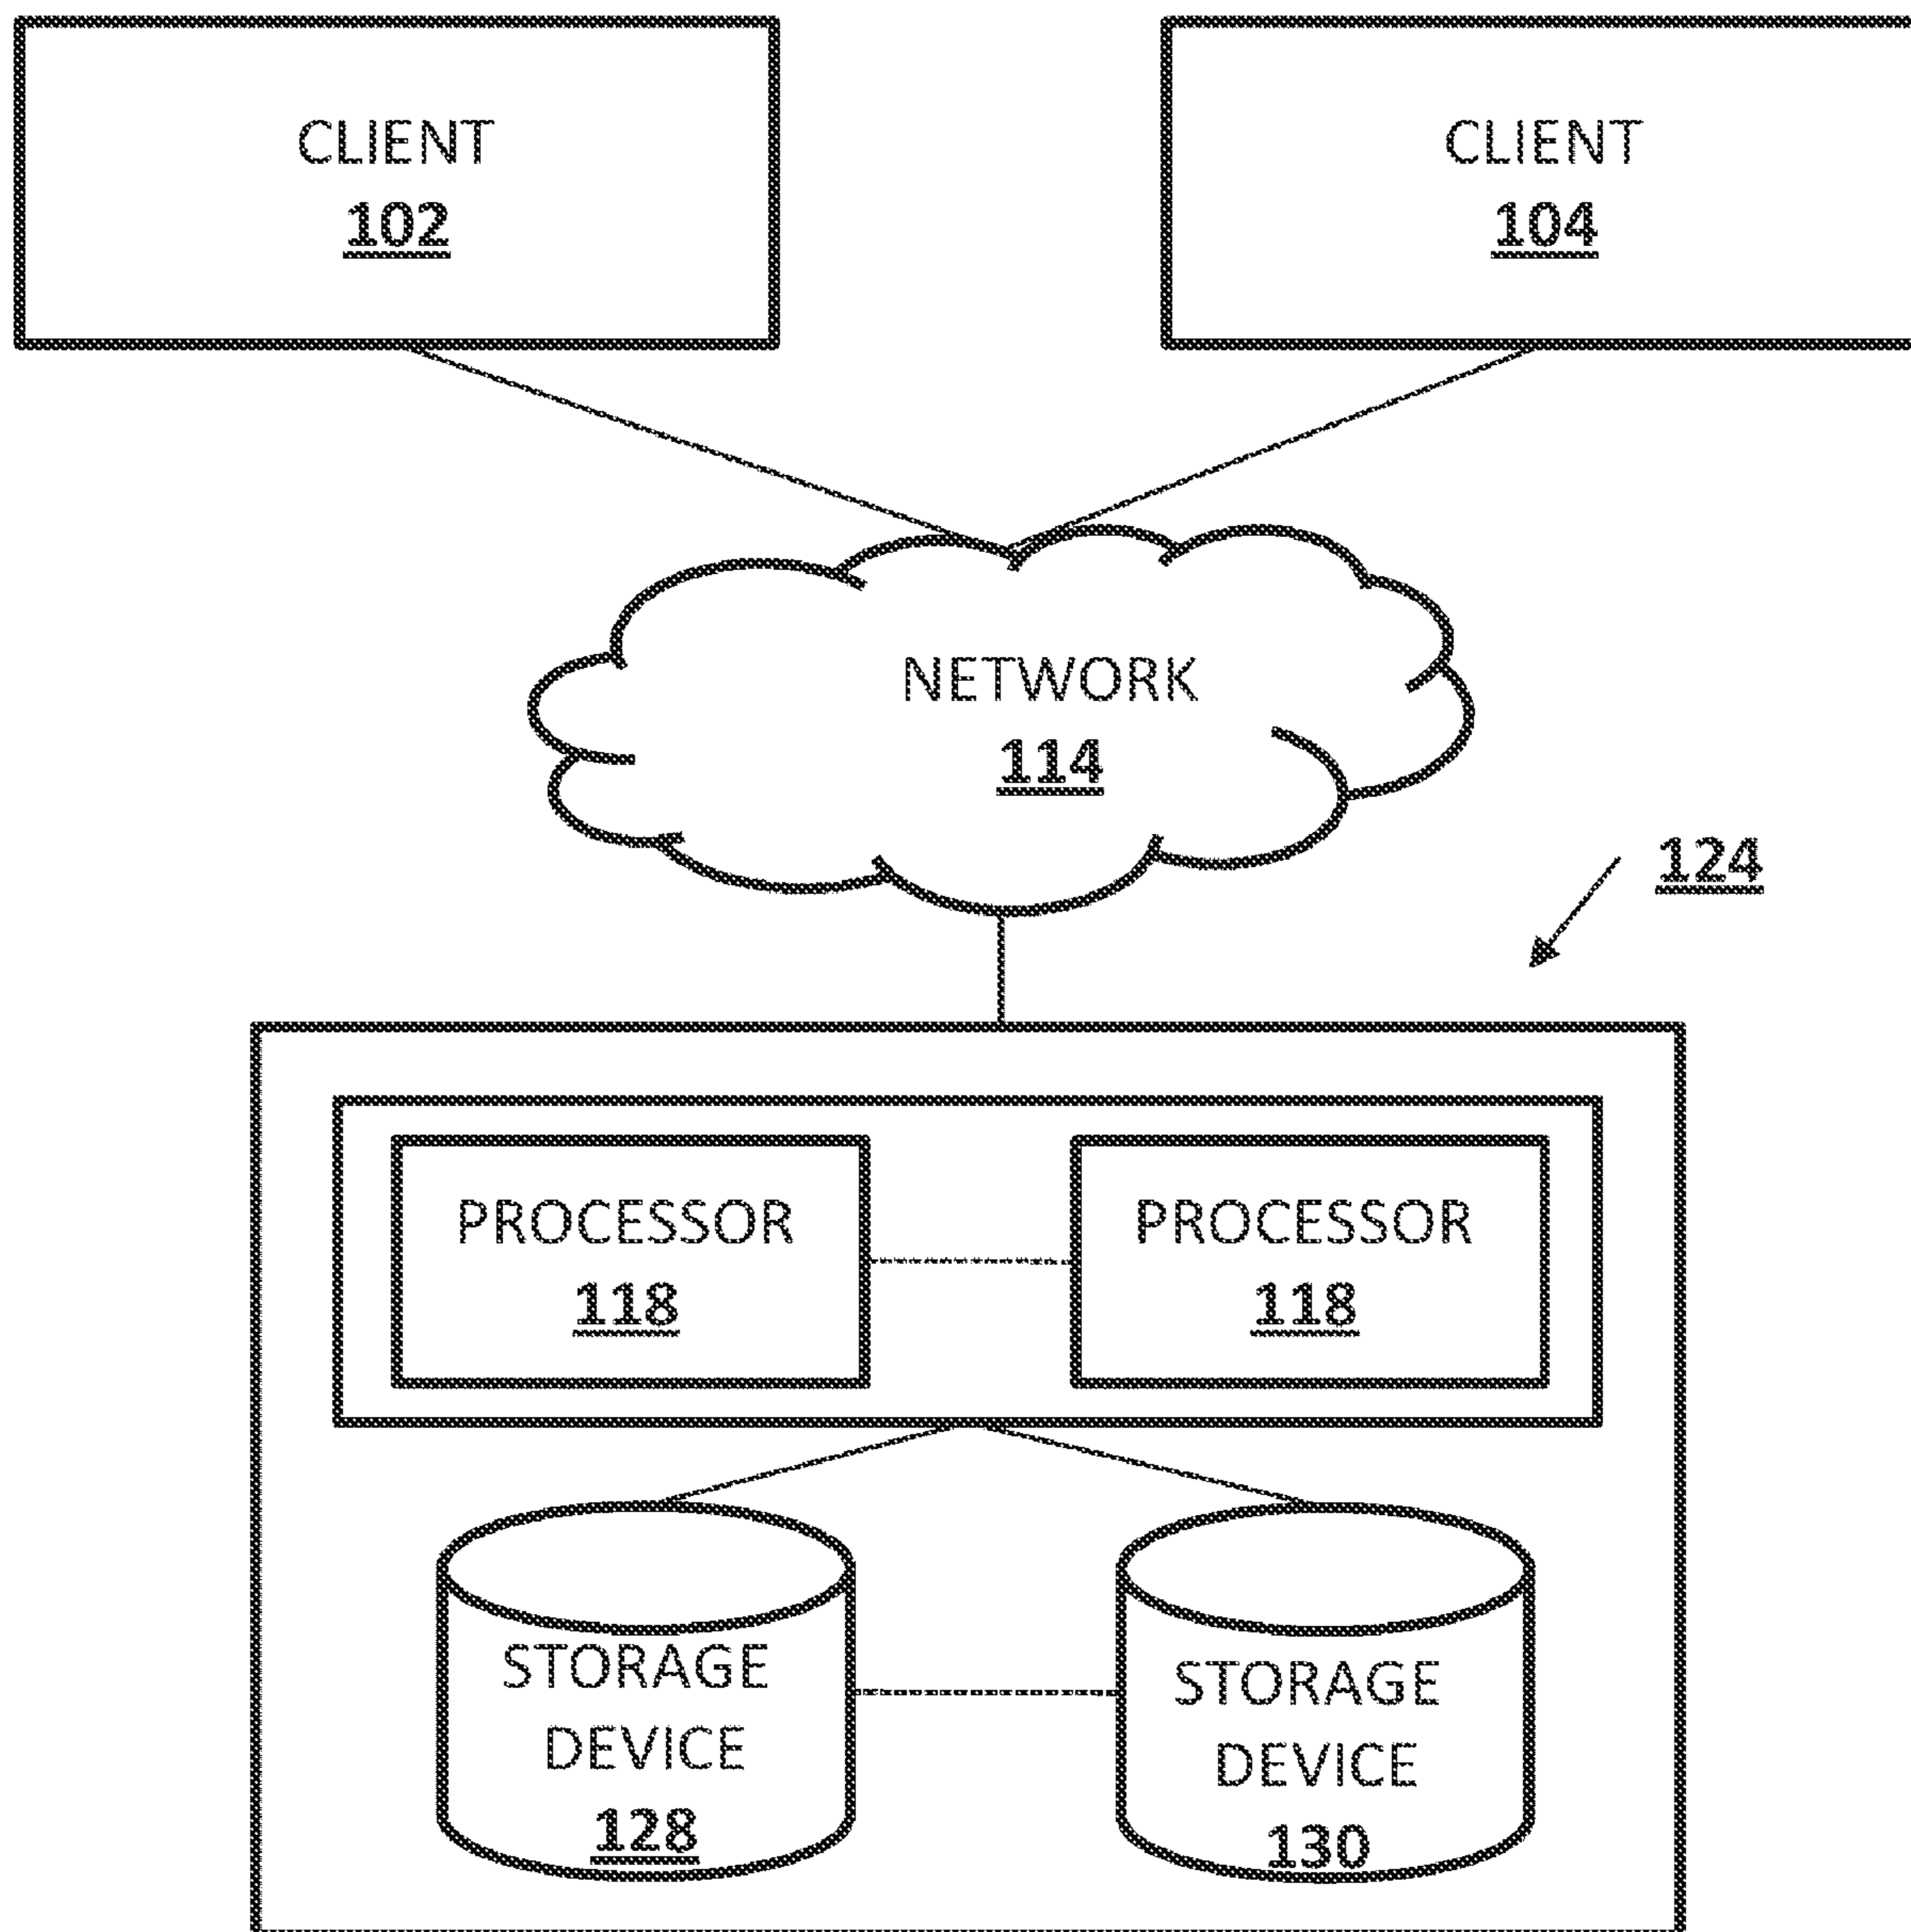 CLIENT
102
CLIENT
104
NETWORK
114
124
PROCESSOR
118
PROCESSOR
118
STORAGE
DEVICE
128
STORAGE
DEVICE
130